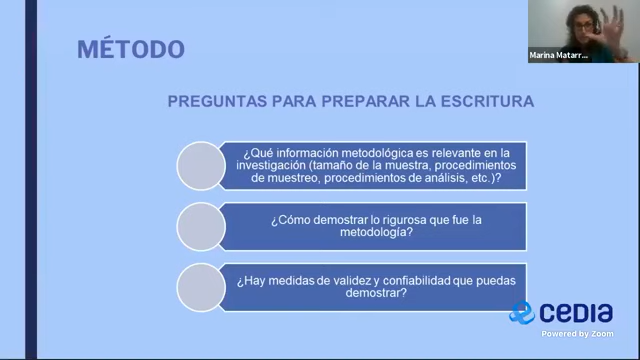 Marina Matarr...
MÉTODO
PREGUNTAS PARA PREPARAR LA ESCRITURA
¿Qué información metodológica es relevante en la
investigación (tamaño de la muestra, procedimientos
de muestreo, procedimientos de análisis, etc.)?
¿Cómo demostrar lo rigurosa que fue la
metodología?
¿Hay medidas de validez y confiabilidad que puedas
demostrar?
CEDIA
Powered by Zoom